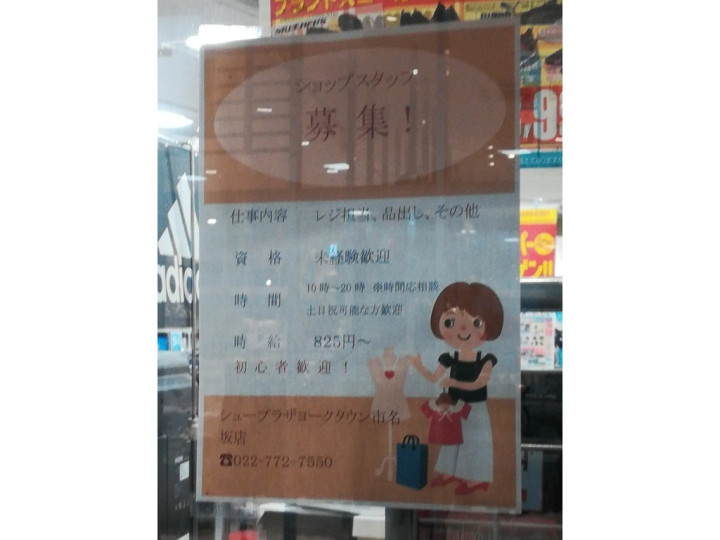 SKECHERS
ショップスタッフ
募集!
仕事内容 レジ担当、品出し、その他
資格 未経験歓迎
時間 10時~20時 ※時間応相談
土日祝可能な方歓迎
時給 825円~
初心者歓迎!
シュープラザヨークタウン市名
坂店
☎022-772-7550
adidas